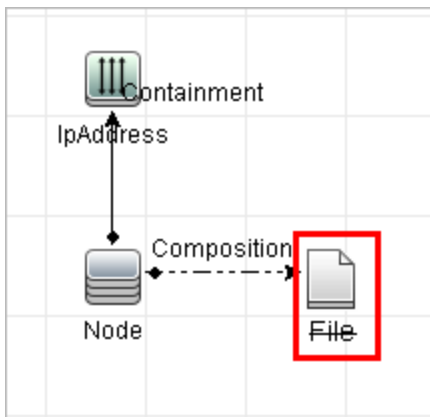 Containment
IpAddress
Composition
Node
File